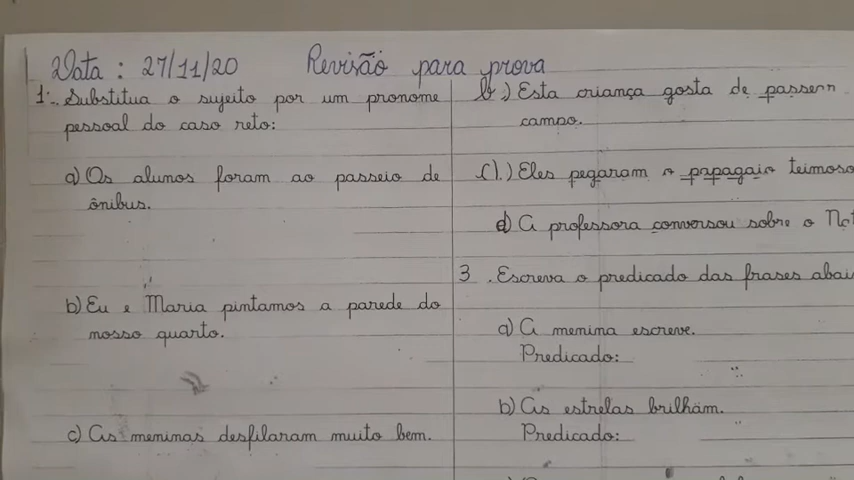 Data : 27/11/20 Revisão para prova
1. Substitua o sujeito por um pronome
pessoal do caso reto:
a) Os alunos foram ao passeio de
ônibus.
b) Eu e Maria pintamos a parede do
nosso quarto.
c) As meninas desfilaram muito bem.
b.) Esta criança gosta de
campo.
c).) Eles pegaram o papagaio teimoso
d) A professora conversou sobre o
3. Escreva o predicado das frases
a) A menina escreve.
Predicado:
b) As estrelas brilham.
Predicado: